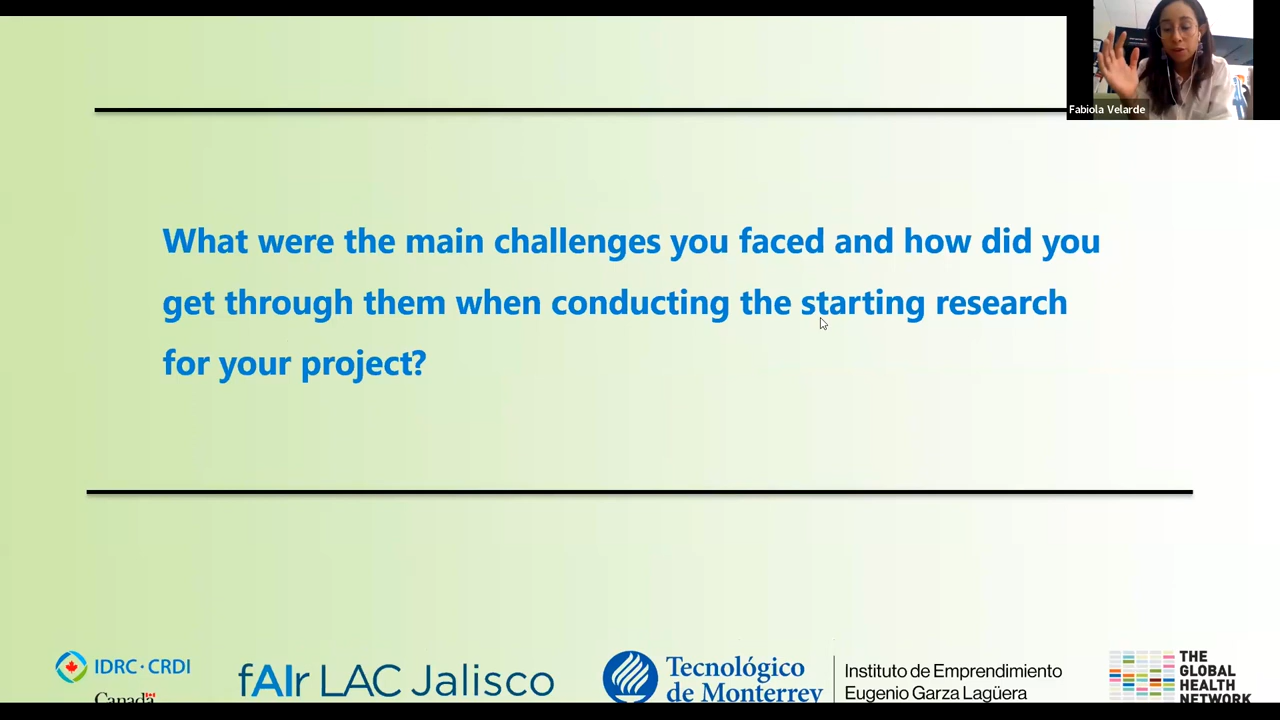 Fabiola Velarde
What were the main challenges you faced and how did you
get through them when conducting the starting research
for your project?
IDRC · CRDI
Canada
fAIr LAC Jalisco
Tecnológico
de Monterrey
Instituto de Emprendimiento
Eugenio Garza Lagüera
THE
GLOBAL
HEALTH
NETWORK